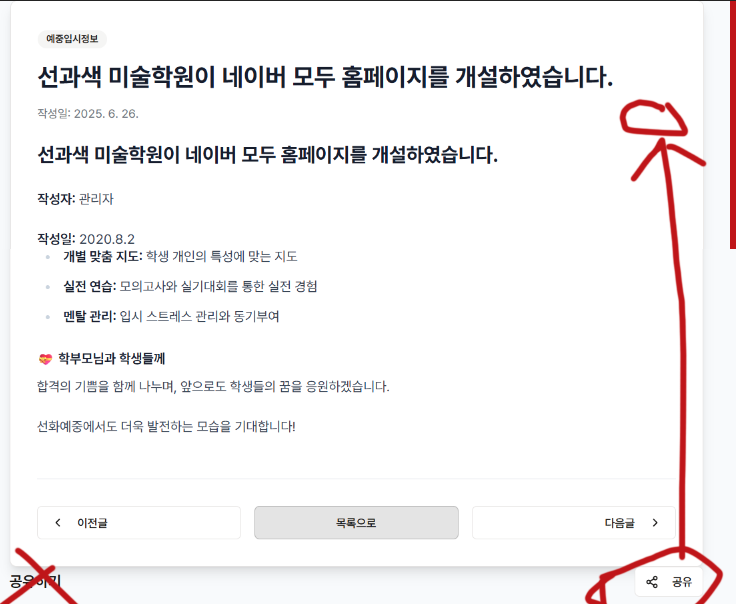 예중입시정보
선과색 미술학원이 네이버 모두 홈페이지를 개설하였습니다.
작성일: 2025. 6. 26.
선과색 미술학원이 네이버 모두 홈페이지를 개설하였습니다.
작성자: 관리자
작성일: 2020.8.2
개별 맞춤 지도: 학생 개인의 특성에 맞는 지도
실전 연습: 모의고사와 실기대회를 통한 실전 경험
멘탈 관리: 입시 스트레스 관리와 동기부여
💝 학부모님과 학생들께
합격의 기쁨을 함께 나누며, 앞으로도 학생들의 꿈을 응원하겠습니다.
선화예중에서도 더욱 발전하는 모습을 기대합니다!
이전글 목록으로 다음글
공유하기 공유